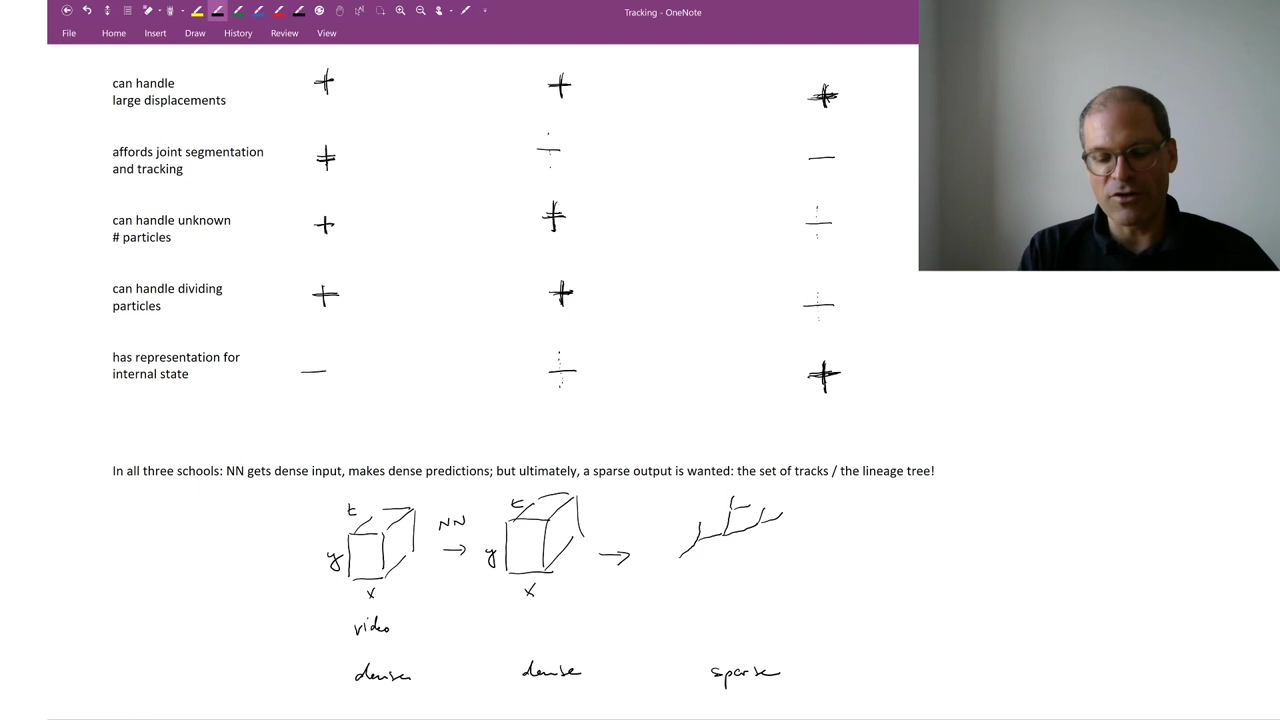 Tracking - OneNote
File Home Insert Draw History Review View
can handle
large displacements
+ + +
affords joint segmentation
and tracking
can handle unknown
# particles
can handle dividing
particles
+ +
has representation for
internal state
− +
In all three schools: NN gets dense input, makes dense predictions; but ultimately, a sparse output is wanted: the set of tracks / the lineage tree!
t t
NN
y → y →
x x
video
dense dense sparse